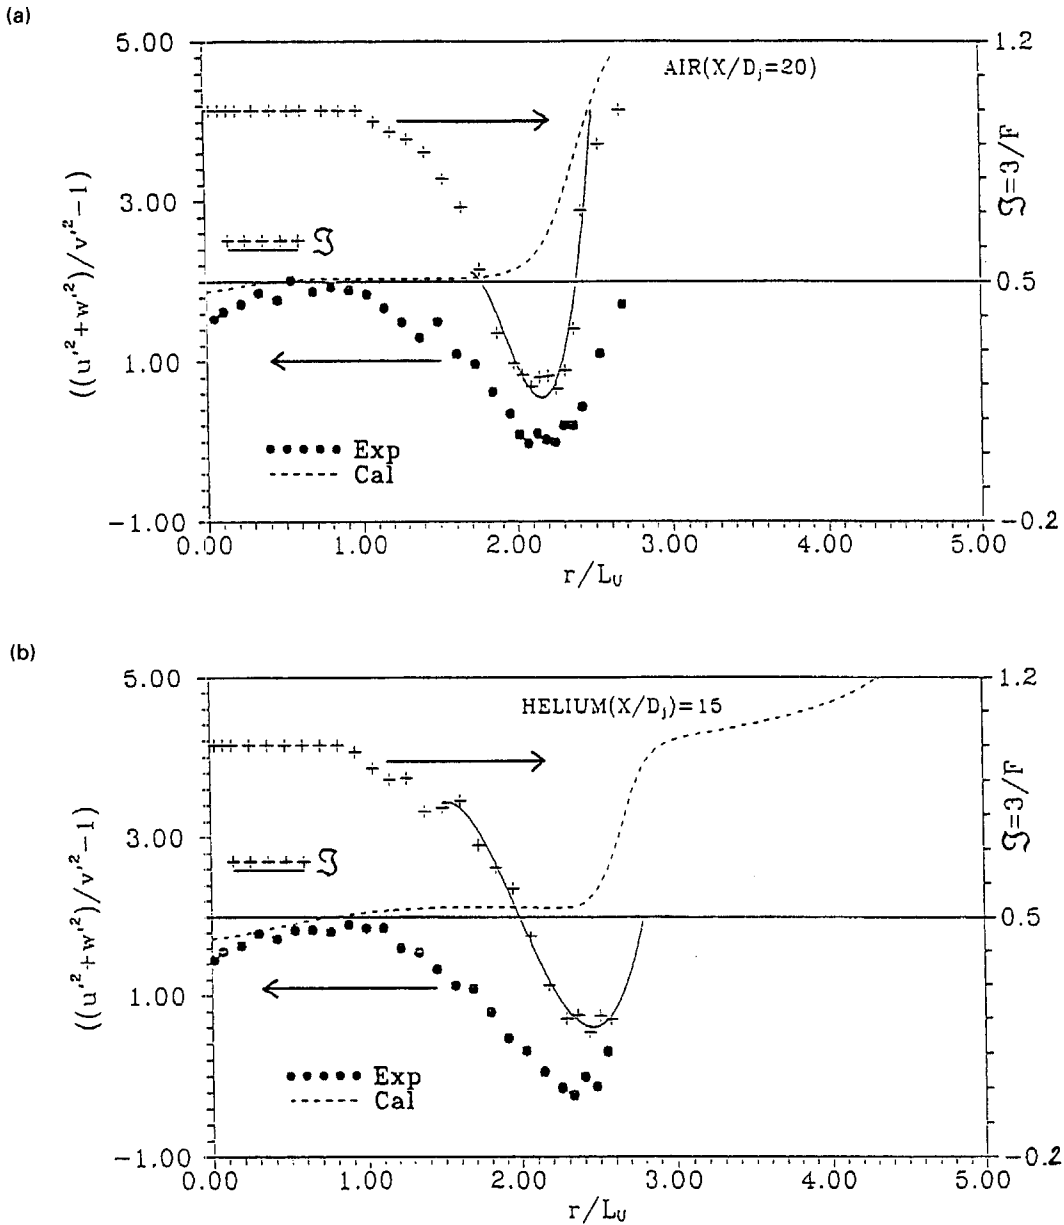 (a)
5.00
3.00
1.00
−1.00
((u'²+w'²)/v'²−1)
AIR(X/Dⱼ=20)
1.2
0.5
−0.2
ℑ=3/F
ℑ
Exp
Cal
0.00 1.00 2.00 3.00 4.00 5.00
r/L_U
(b)
5.00
3.00
1.00
−1.00
((u'²+w'²)/v'²−1)
HELIUM(X/Dⱼ)=15
1.2
0.5
−0.2
ℑ=3/F
ℑ
Exp
Cal
0.00 1.00 2.00 3.00 4.00 5.00
r/L_U